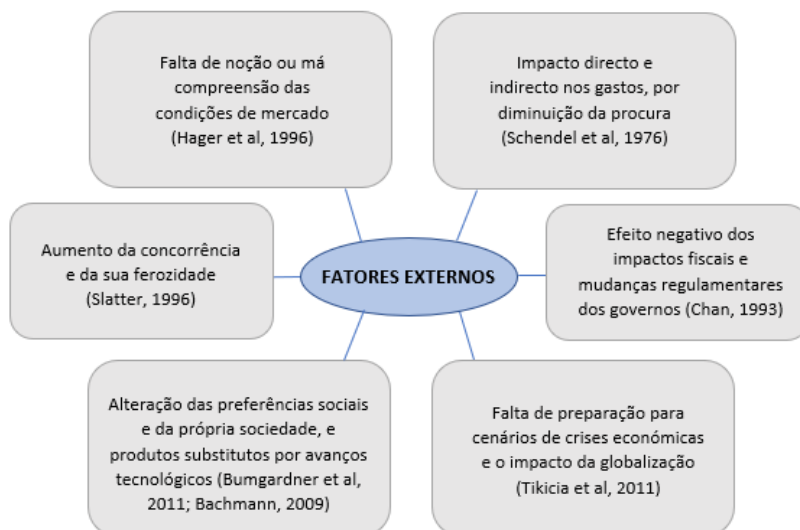 Falta de noção ou má
compreensão das
condições de mercado
(Hager et al, 1996)
Impacto directo e
indirecto nos gastos, por
diminuição da procura
(Schendel et al, 1976)
Aumento da concorrência
e da sua ferozidade
(Slatter, 1996)
FATORES EXTERNOS
Efeito negativo dos
impactos fiscais e
mudanças regulamentares
dos governos (Chan, 1993)
Alteração das preferências sociais
e da própria sociedade, e
produtos substitutos por avanços
tecnológicos (Bumgardner et al,
2011; Bachmann, 2009)
Falta de preparação para
cenários de crises económicas
e o impacto da globalização
(Tikicia et al, 2011)